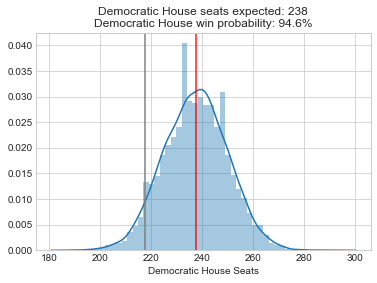 Democratic House seats expected: 238
Democratic House win probability: 94.6%
0.040
0.035
0.030
0.025
0.020
0.015
0.010
0.005
0.000
180 200 220 240 260 280 300
Democratic House Seats